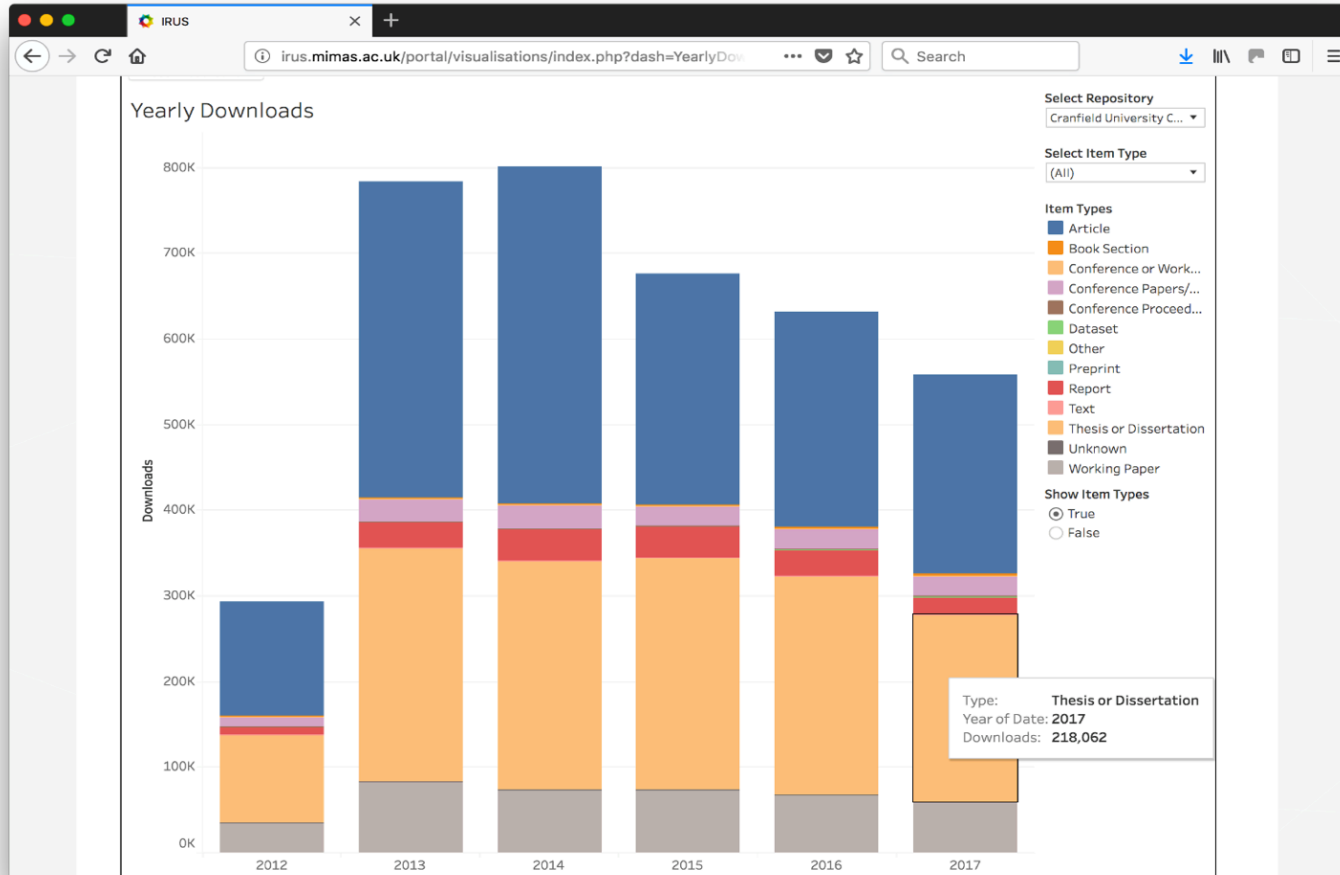 IRUS
irus.mimas.ac.uk/portal/visualisations/index.php?dash=YearlyDow
Search
Yearly Downloads
Select Repository
Cranfield University C...
Select Item Type
(All)
Item Types
Article
Book Section
Conference or Work...
Conference Papers/...
Conference Proceed...
Dataset
Other
Preprint
Report
Text
Thesis or Dissertation
Unknown
Working Paper
Show Item Types
True
False
Downloads
800K
700K
600K
500K
400K
300K
200K
100K
0K
Type: Thesis or Dissertation
Year of Date: 2017
Downloads: 218,062
2012 2013 2014 2015 2016 2017